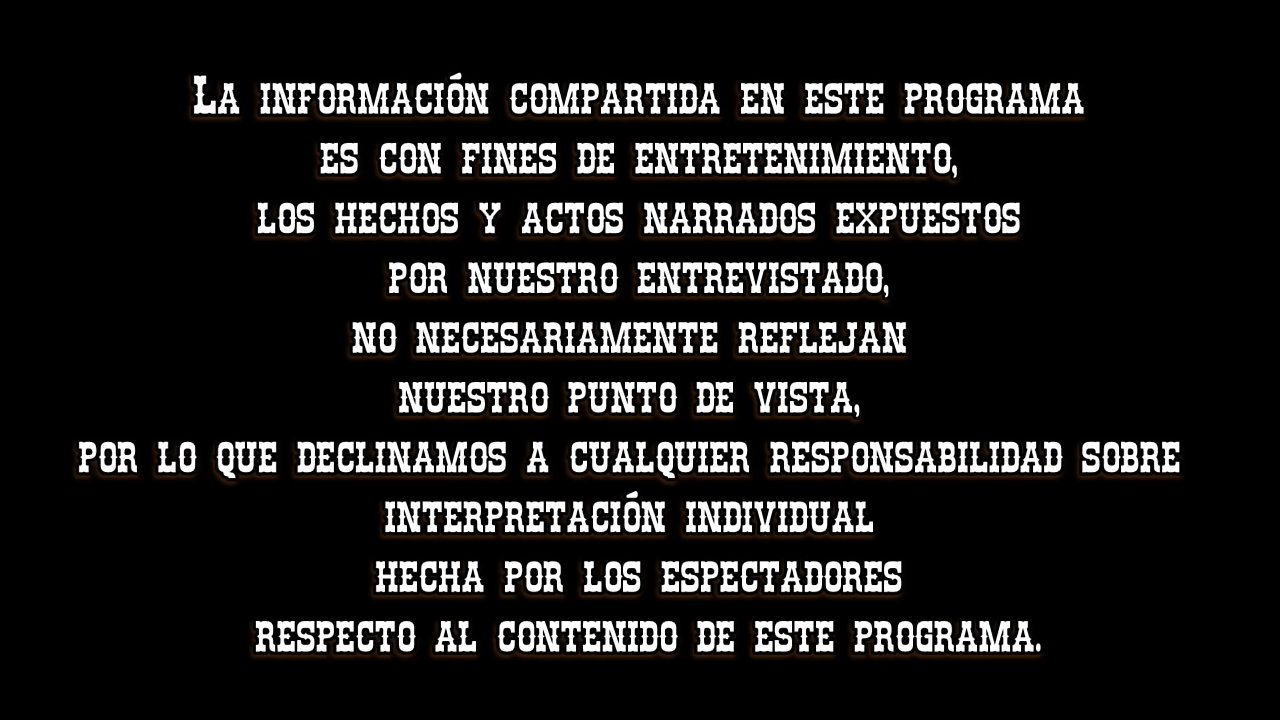 La información compartida en este programa
es con fines de entretenimiento,
los hechos y actos narrados expuestos
por nuestro entrevistado,
no necesariamente reflejan
nuestro punto de vista,
por lo que declinamos a cualquier responsabilidad sobre
interpretación individual
hecha por los espectadores
respecto al contenido de este programa.